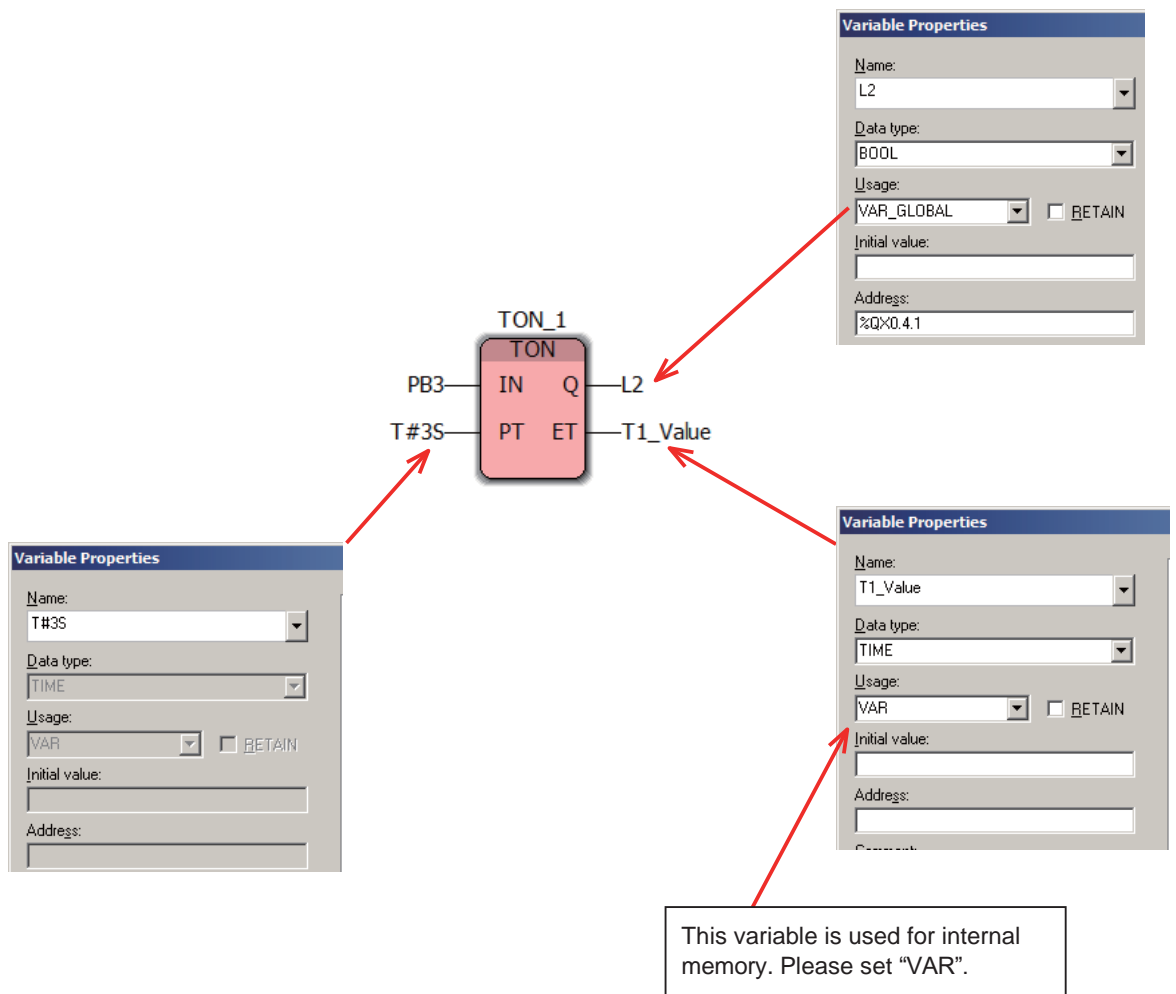 Variable Properties
Name:
L2
Data type:
BOOL
Usage:
VAR_GLOBAL RETAIN
Initial value:
Address:
%QX0.4.1
TON_1
TON
PB3 IN Q L2
T#3S PT ET T1_Value
Variable Properties
Name:
T#3S
Data type:
TIME
Usage:
VAR RETAIN
Initial value:
Address:
Variable Properties
Name:
T1_Value
Data type:
TIME
Usage:
VAR RETAIN
Initial value:
Address:
This variable is used for internal
memory. Please set “VAR”.